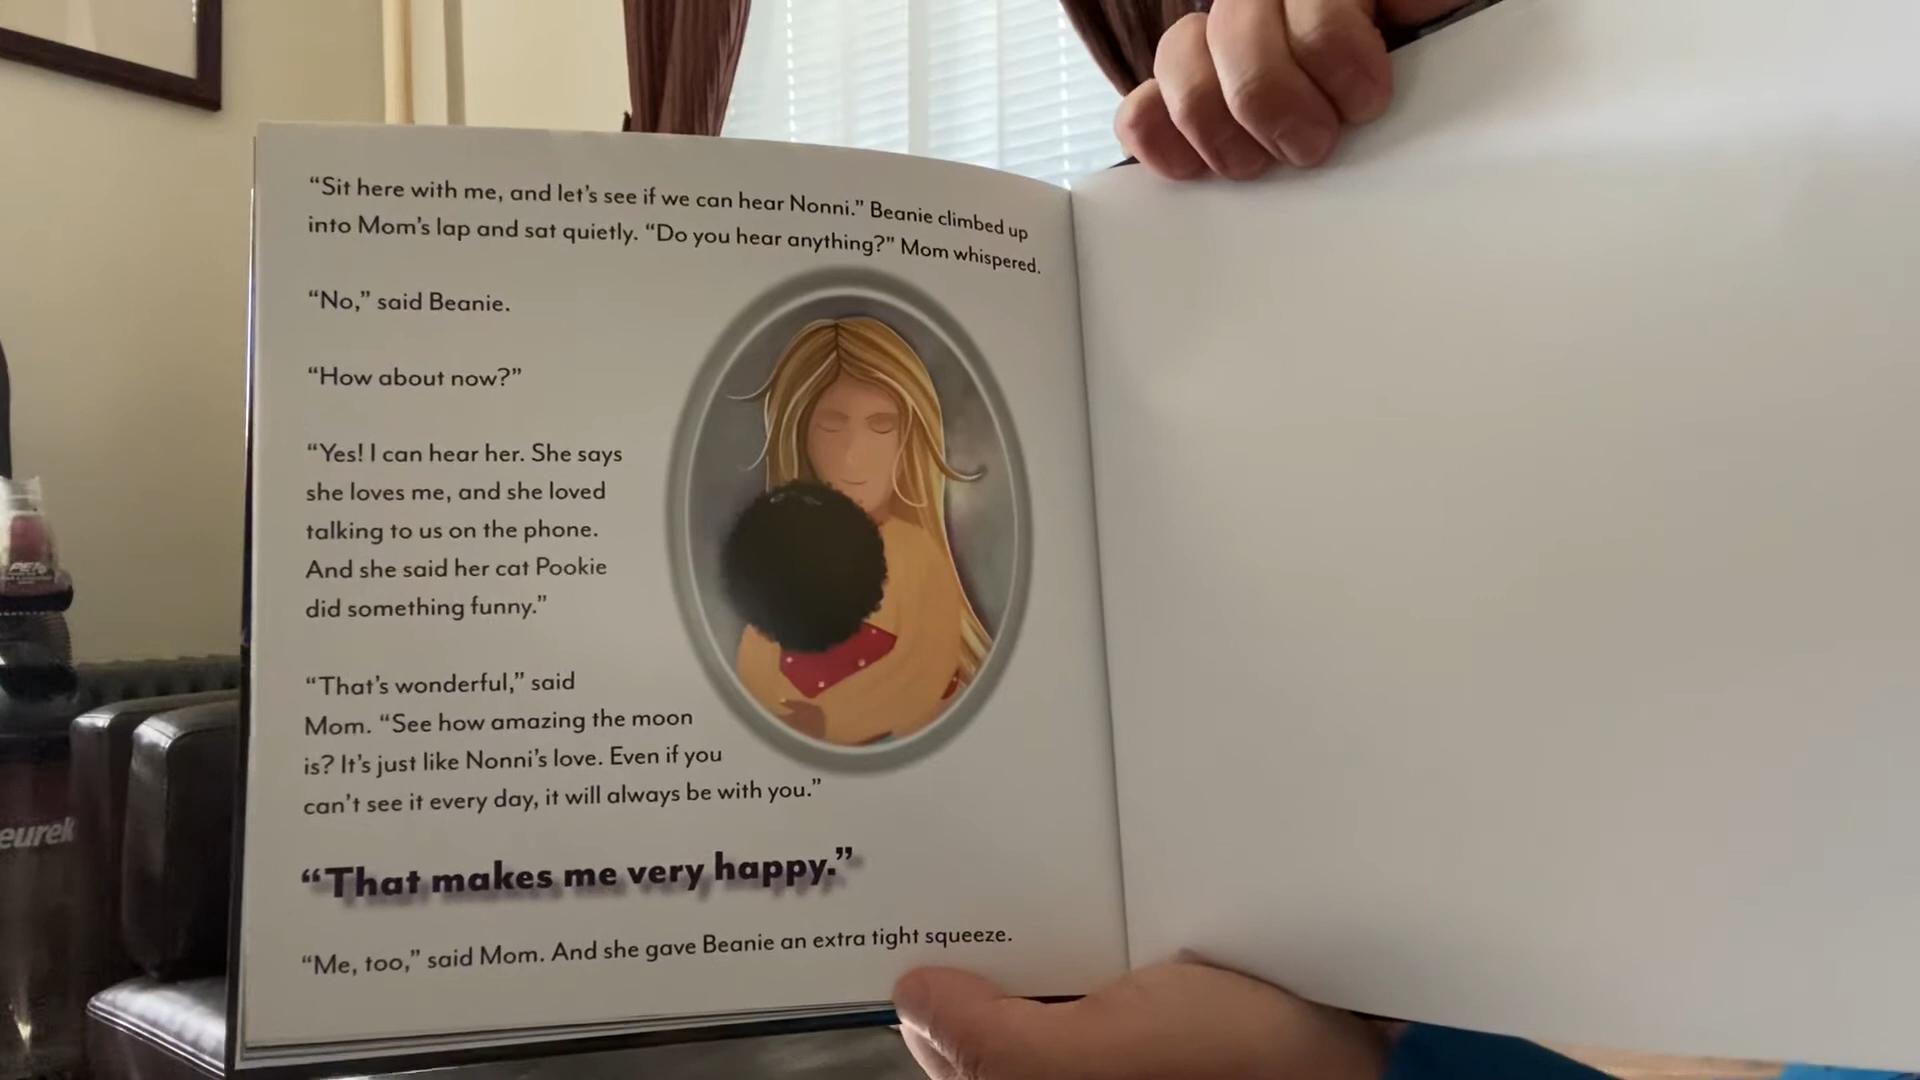 “Sit here with me, and let’s see if we can hear Nonni.” Beanie climbed up
into Mom’s lap and sat quietly. “Do you hear anything?” Mom whispered.
“No,” said Beanie.
“How about now?”
“Yes! I can hear her. She says
she loves me, and she loved
talking to us on the phone.
And she said her cat Pookie
did something funny.”
“That’s wonderful,” said
Mom. “See how amazing the moon
is? It’s just like Nonni’s love. Even if you
can’t see it every day, it will always be with you.”
“That makes me very happy.”
“Me, too,” said Mom. And she gave Beanie an extra tight squeeze.
eurek